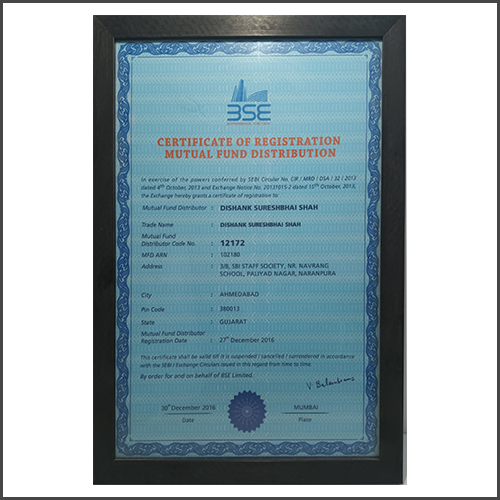 BSE
CERTIFICATE OF REGISTRATION
MUTUAL FUND DISTRIBUTION
In exercise of the powers conferred by SEBI Circular No. CIR / MRD / DSA / 32 / 2013
dated 4th October, 2013 and Exchange Notice No. 20131015-2 dated 15th October, 2013,
the Exchange hereby grants a certificate of registration to:
Mutual Fund Distributor : DISHANK SURESHBHAI SHAH
Trade Name : DISHANK SURESHBHAI SHAH
Mutual Fund
Distributor Code No. : 12172
MFD ARN : 102180
Address : 3/8, SBI STAFF SOCIETY, NR. NAVRANG
SCHOOL, PALIYAD NAGAR, NARANPURA
City : AHMEDABAD
Pin Code : 380013
State : GUJARAT
Mutual Fund Distributor
Registration Date : 27th December 2016
This certificate shall be valid till it is suspended / cancelled / surrendered in accordance
with the SEBI / Exchange Circulars issued in this regard from time to time.
By order for and on behalf of BSE Limited.
30th December 2016 MUMBAI
Date Place